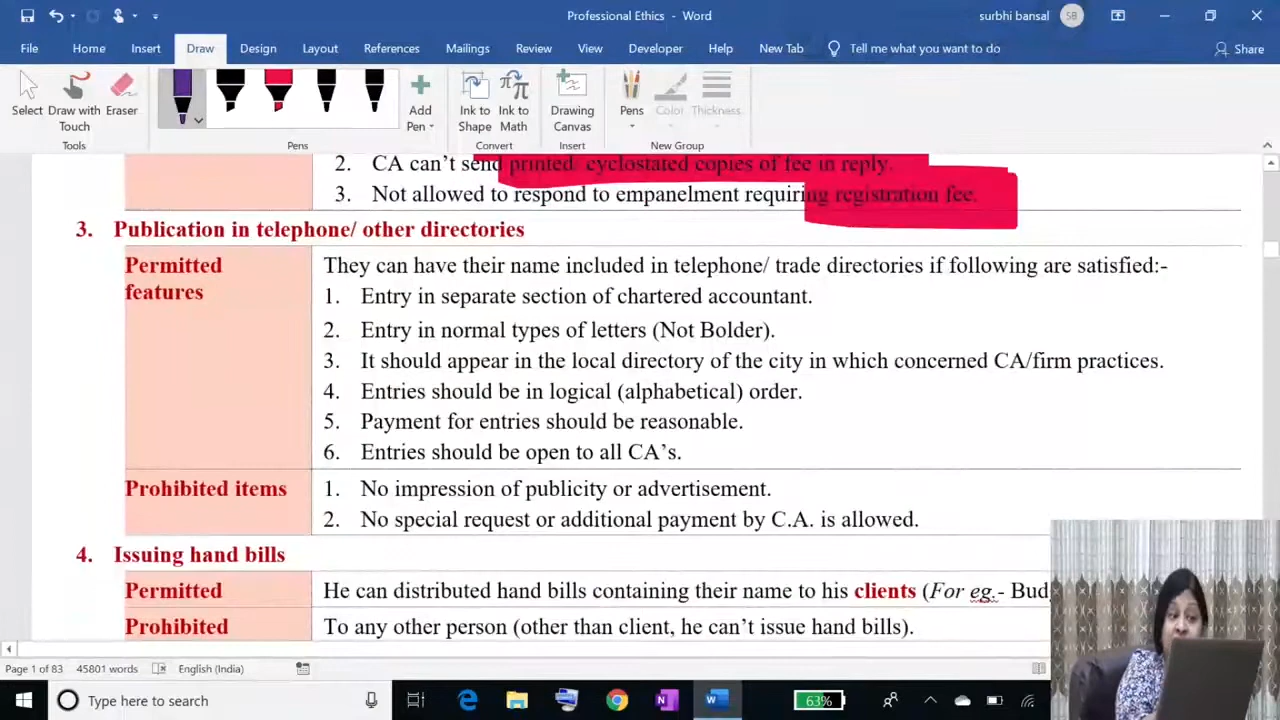 Professional Ethics - Word
surbhi bansal
SB
File Home Insert Draw Design Layout References Mailings Review View Developer Help New Tab Tell me what you want to do Share
Select Draw with Touch Eraser
Add Pen
Ink to Shape Ink to Math
Drawing Canvas
Pens Color Thickness
Tools Pens Convert Insert New Group
2. CA can't send printed cyclostated copies of fee in reply.
3. Not allowed to respond to empanelment requiring registration fee.
3. Publication in telephone/ other directories
Permitted features
They can have their name included in telephone/ trade directories if following are satisfied:-
1. Entry in separate section of chartered accountant.
2. Entry in normal types of letters (Not Bolder).
3. It should appear in the local directory of the city in which concerned CA/firm practices.
4. Entries should be in logical (alphabetical) order.
5. Payment for entries should be reasonable.
6. Entries should be open to all CA's.
Prohibited items
1. No impression of publicity or advertisement.
2. No special request or additional payment by C.A. is allowed.
4. Issuing hand bills
Permitted He can distributed hand bills containing their name to his clients (For eg.- Bud
Prohibited To any other person (other than client, he can't issue hand bills).
Page 1 of 83 45801 words English (India)
Type here to search
63%